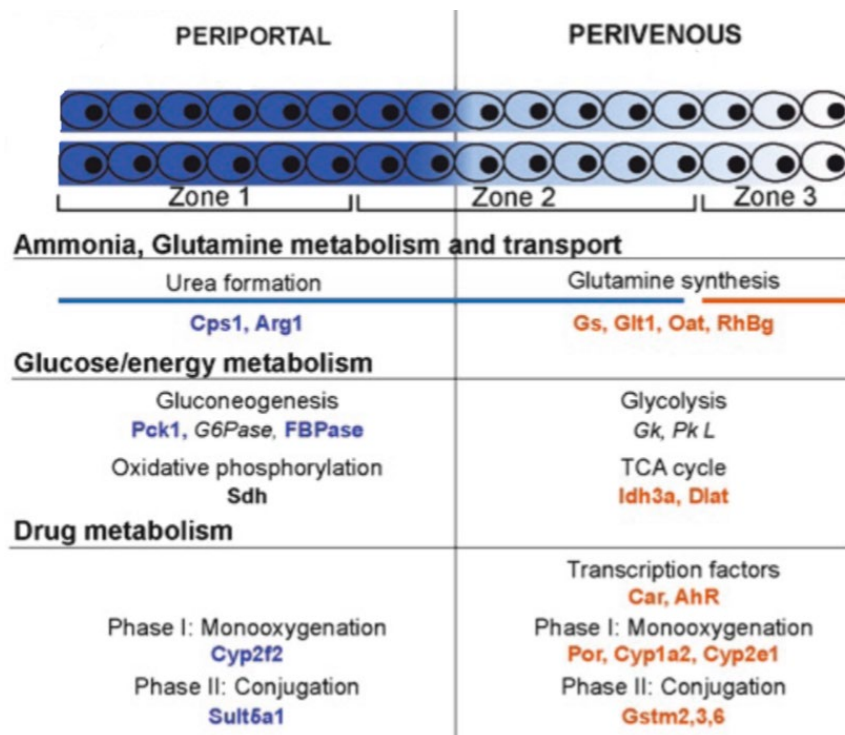 PERIPORTAL PERIVENOUS
Zone 1 Zone 2 Zone 3
Ammonia, Glutamine metabolism and transport
Urea formation Glutamine synthesis
Cps1, Arg1 Gs, Glt1, Oat, RhBg
Glucose/energy metabolism
Gluconeogenesis Glycolysis
Pck1, G6Pase, FBPase Gk, Pk L
Oxidative phosphorylation TCA cycle
Sdh Idh3a, Dlat
Drug metabolism
Transcription factors
Car, AhR
Phase I: Monooxygenation Phase I: Monooxygenation
Cyp2f2 Por, Cyp1a2, Cyp2e1
Phase II: Conjugation Phase II: Conjugation
Sult5a1 Gstm2,3,6